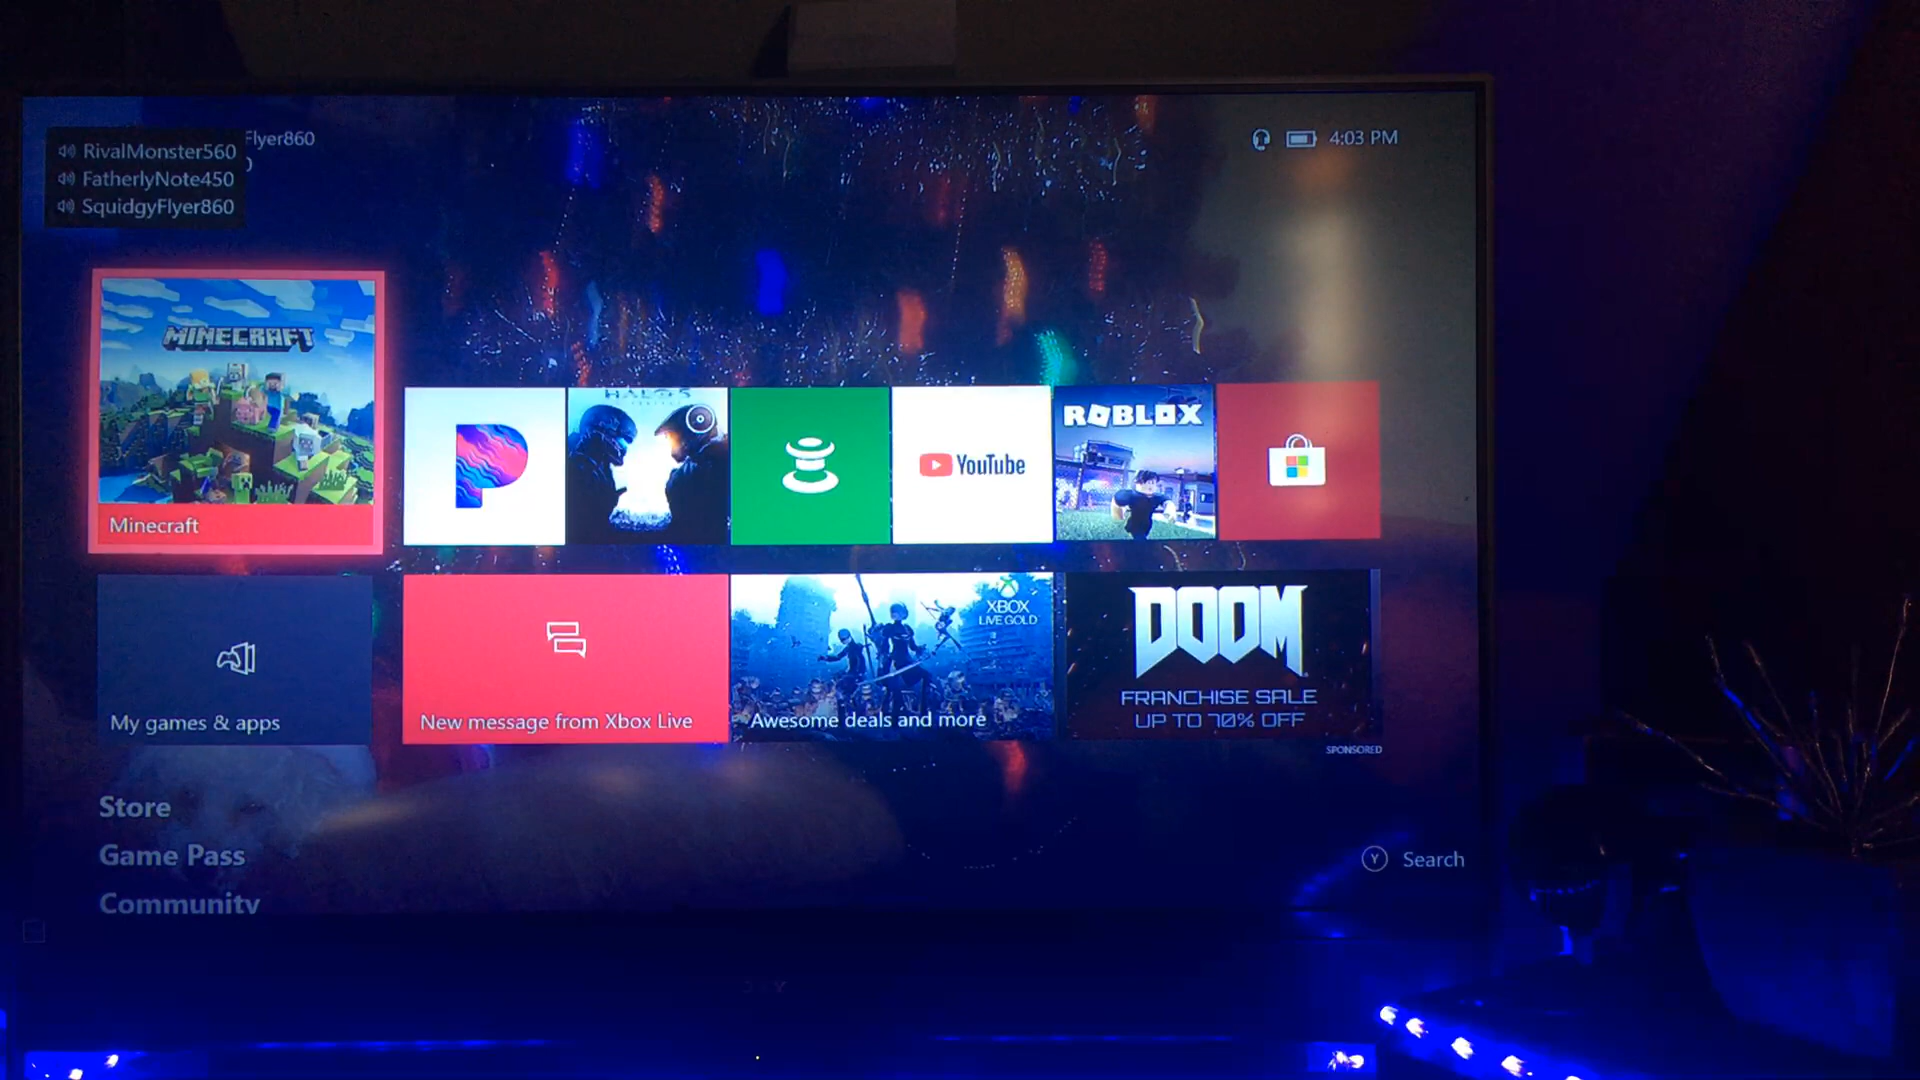 Flyer860
RivalMonster560
FatherlyNote450
SquidgyFlyer860
4:03 PM
MINECRAFT
Minecraft
HALO 5
YouTube
ROBLOX
My games & apps
New message from Xbox Live
XBOX
LIVE GOLD
Awesome deals and more
DOOM
FRANCHISE SALE
UP TO 70% OFF
SPONSORED
Store
Game Pass
Community
Y Search